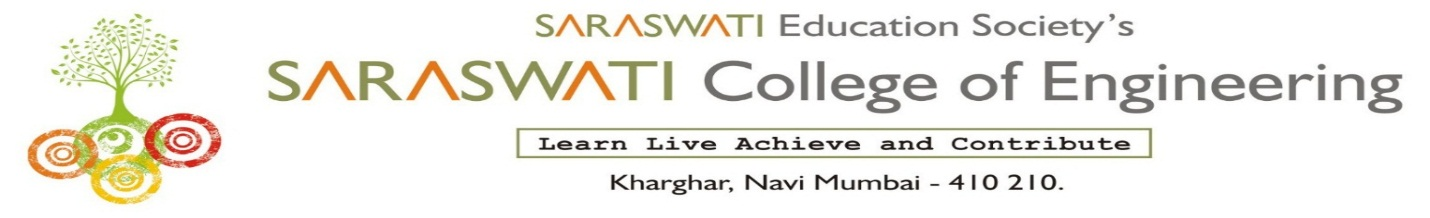 SARASWATI Education Society's
SARASWATI College of Engineering
Learn Live Achieve and Contribute
Kharghar, Navi Mumbai - 410 210.